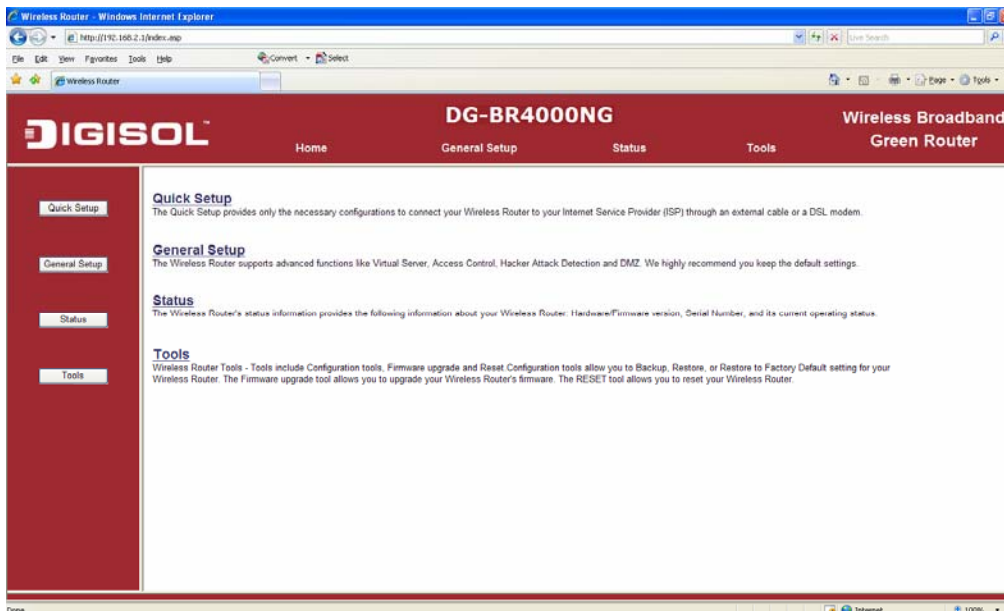 Wireless Router - Windows Internet Explorer
http://192.168.2.1/index.asp
Live Search
File Edit View Favorites Tools Help
Convert Select
Wireless Router
Page Tools
DIGISOL™
DG-BR4000NG
Wireless Broadband
Green Router
Home General Setup Status Tools
Quick Setup
General Setup
Status
Tools
Quick Setup
The Quick Setup provides only the necessary configurations to connect your Wireless Router to your Internet Service Provider (ISP) through an external cable or a DSL modem.
General Setup
The Wireless Router supports advanced functions like Virtual Server, Access Control, Hacker Attack Detection and DMZ. We highly recommend you keep the default settings.
Status
The Wireless Router's status information provides the following information about your Wireless Router: Hardware/Firmware version, Serial Number, and its current operating status.
Tools
Wireless Router Tools - Tools include Configuration tools, Firmware upgrade and Reset.Configuration tools allow you to Backup, Restore, or Restore to Factory Default setting for your
Wireless Router. The Firmware upgrade tool allows you to upgrade your Wireless Router's firmware. The RESET tool allows you to reset your Wireless Router.
Done
Internet
100%